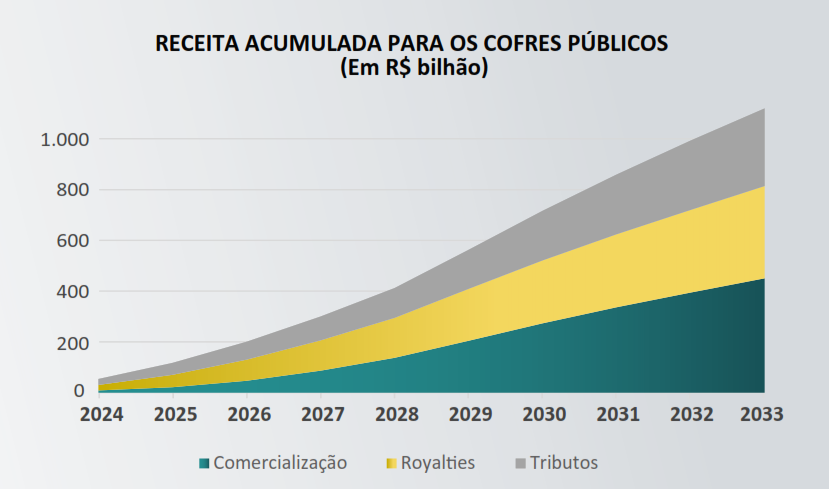 RECEITA ACUMULADA PARA OS COFRES PÚBLICOS
(Em R$ bilhão)
1.000
800
600
400
200
0
2024 2025 2026 2027 2028 2029 2030 2031 2032 2033
Comercialização Royalties Tributos